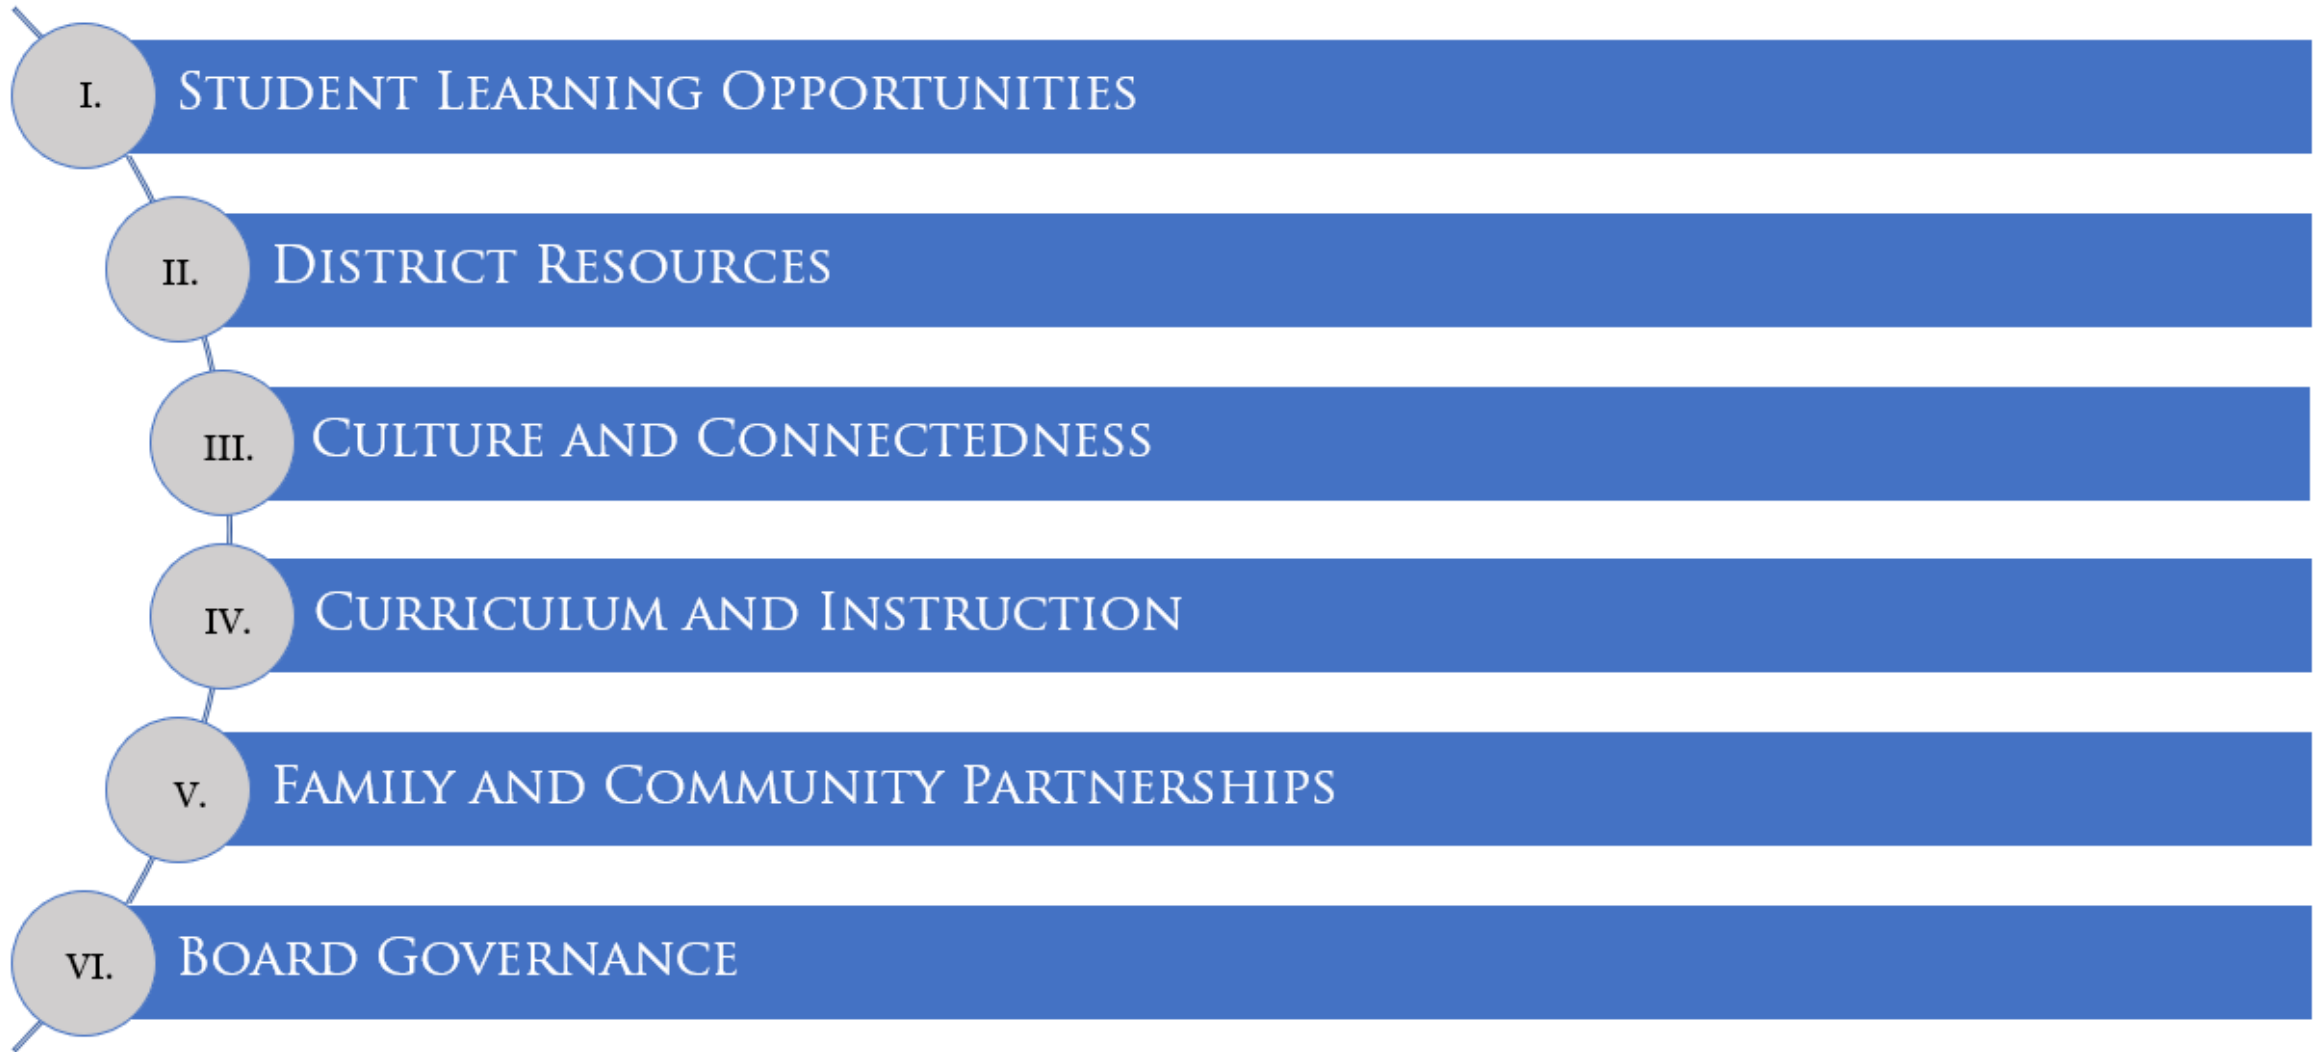 I. Student Learning Opportunities
II. District Resources
III. Culture and Connectedness
IV. Curriculum and Instruction
V. Family and Community Partnerships
VI. Board Governance